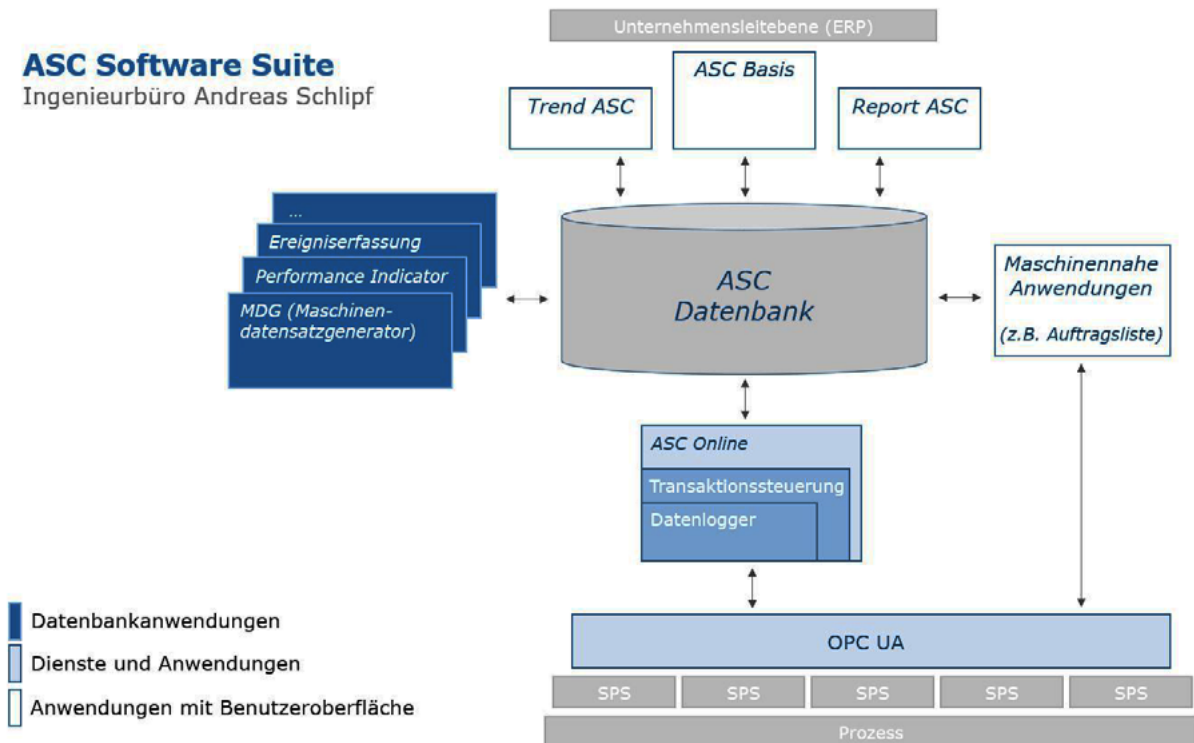 Unternehmensleitebene (ERP)
ASC Software Suite
Ingenieurbüro Andreas Schlipf
Trend ASC
ASC Basis
Report ASC
...
Ereigniserfassung
Performance Indicator
MDG (Maschinen-
datensatzgenerator)
ASC
Datenbank
Maschinennahe
Anwendungen
(z.B. Auftragsliste)
ASC Online
Transaktionssteuerung
Datenlogger
Datenbankanwendungen
Dienste und Anwendungen
Anwendungen mit Benutzeroberfläche
OPC UA
SPS
SPS
SPS
SPS
SPS
Prozess